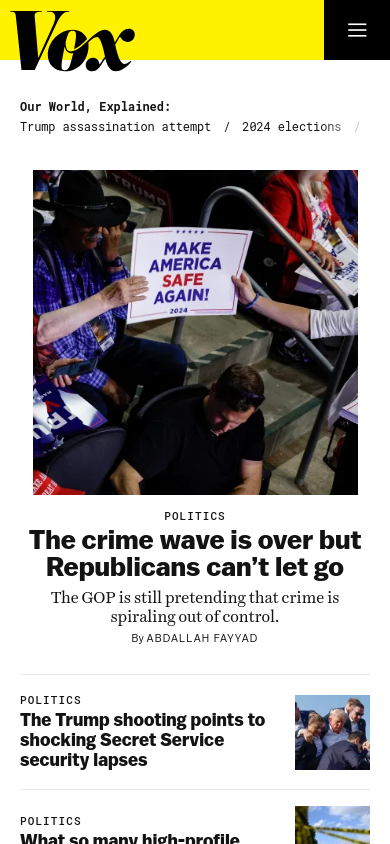 Vox
Our World, Explained:
Trump assassination attempt / 2024 elections /
TRUMP
MAKE
AMERICA
SAFE
AGAIN!
2024
POLITICS
The crime wave is over but
Republicans can’t let go
The GOP is still pretending that crime is
spiraling out of control.
By ABDALLAH FAYYAD
POLITICS
The Trump shooting points to
shocking Secret Service
security lapses
POLITICS
What so many high-profile